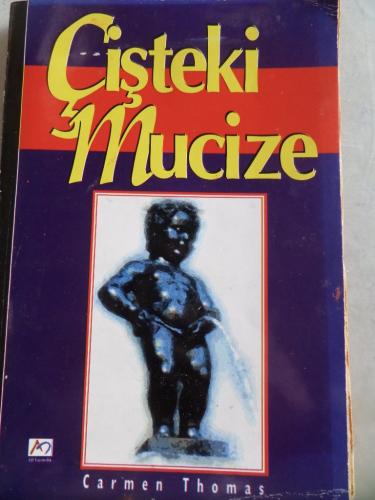 Çişteki
Mucize
Carmen Thomas